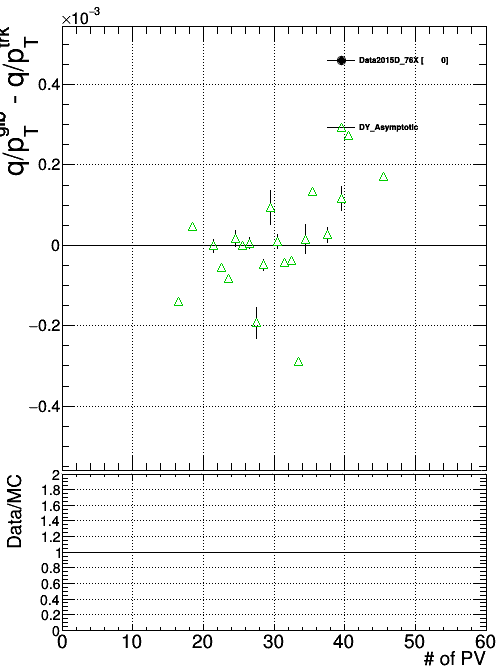 ×10⁻³
q/p_T^glb - q/p_T^trk
0.4
0.2
0
−0.2
−0.4
Data2015D_76X [ 0]
DY_Asymptotic
Data/MC
2
1.8
1.6
1.4
1.2
1
0.8
0.6
0.4
0.2
0
0 10 20 30 40 50 60
# of PV